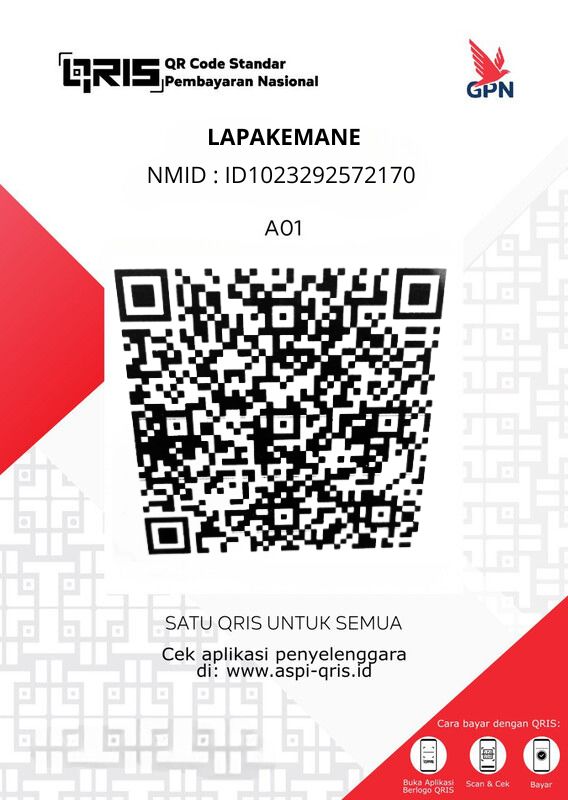 QRIS QR Code Standar
Pembayaran Nasional
GPN
LAPAKEMANE
NMID : ID1023292572170
A01
SATU QRIS UNTUK SEMUA
Cek aplikasi penyelenggara
di: www.aspi-qris.id
Cara bayar dengan QRIS:
Buka Aplikasi
Berlogo QRIS
Scan & Cek
Bayar